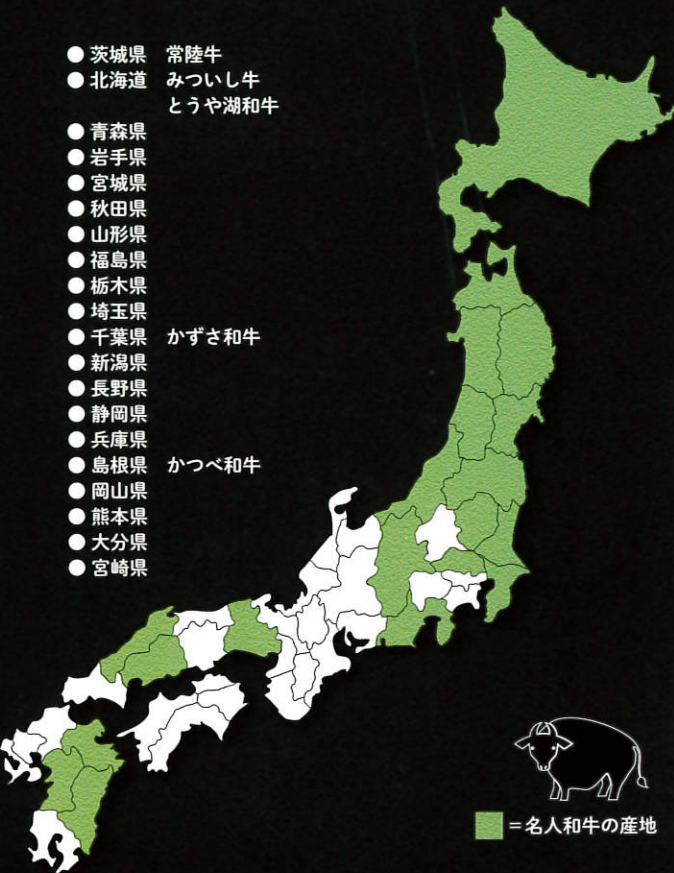 ● 茨城県 常陸牛
● 北海道 みついし牛
とうや湖和牛
● 青森県
● 岩手県
● 宮城県
● 秋田県
● 山形県
● 福島県
● 栃木県
● 埼玉県
● 千葉県 かずさ和牛
● 新潟県
● 長野県
● 静岡県
● 兵庫県
● 島根県 かつべ和牛
● 岡山県
● 熊本県
● 大分県
● 宮崎県
=名人和牛の産地